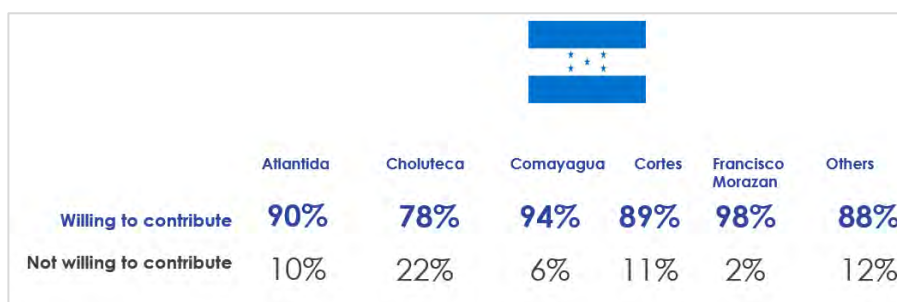 Atlantida Choluteca Comayagua Cortes Francisco Morazan Others
Willing to contribute 90% 78% 94% 89% 98% 88%
Not willing to contribute 10% 22% 6% 11% 2% 12%